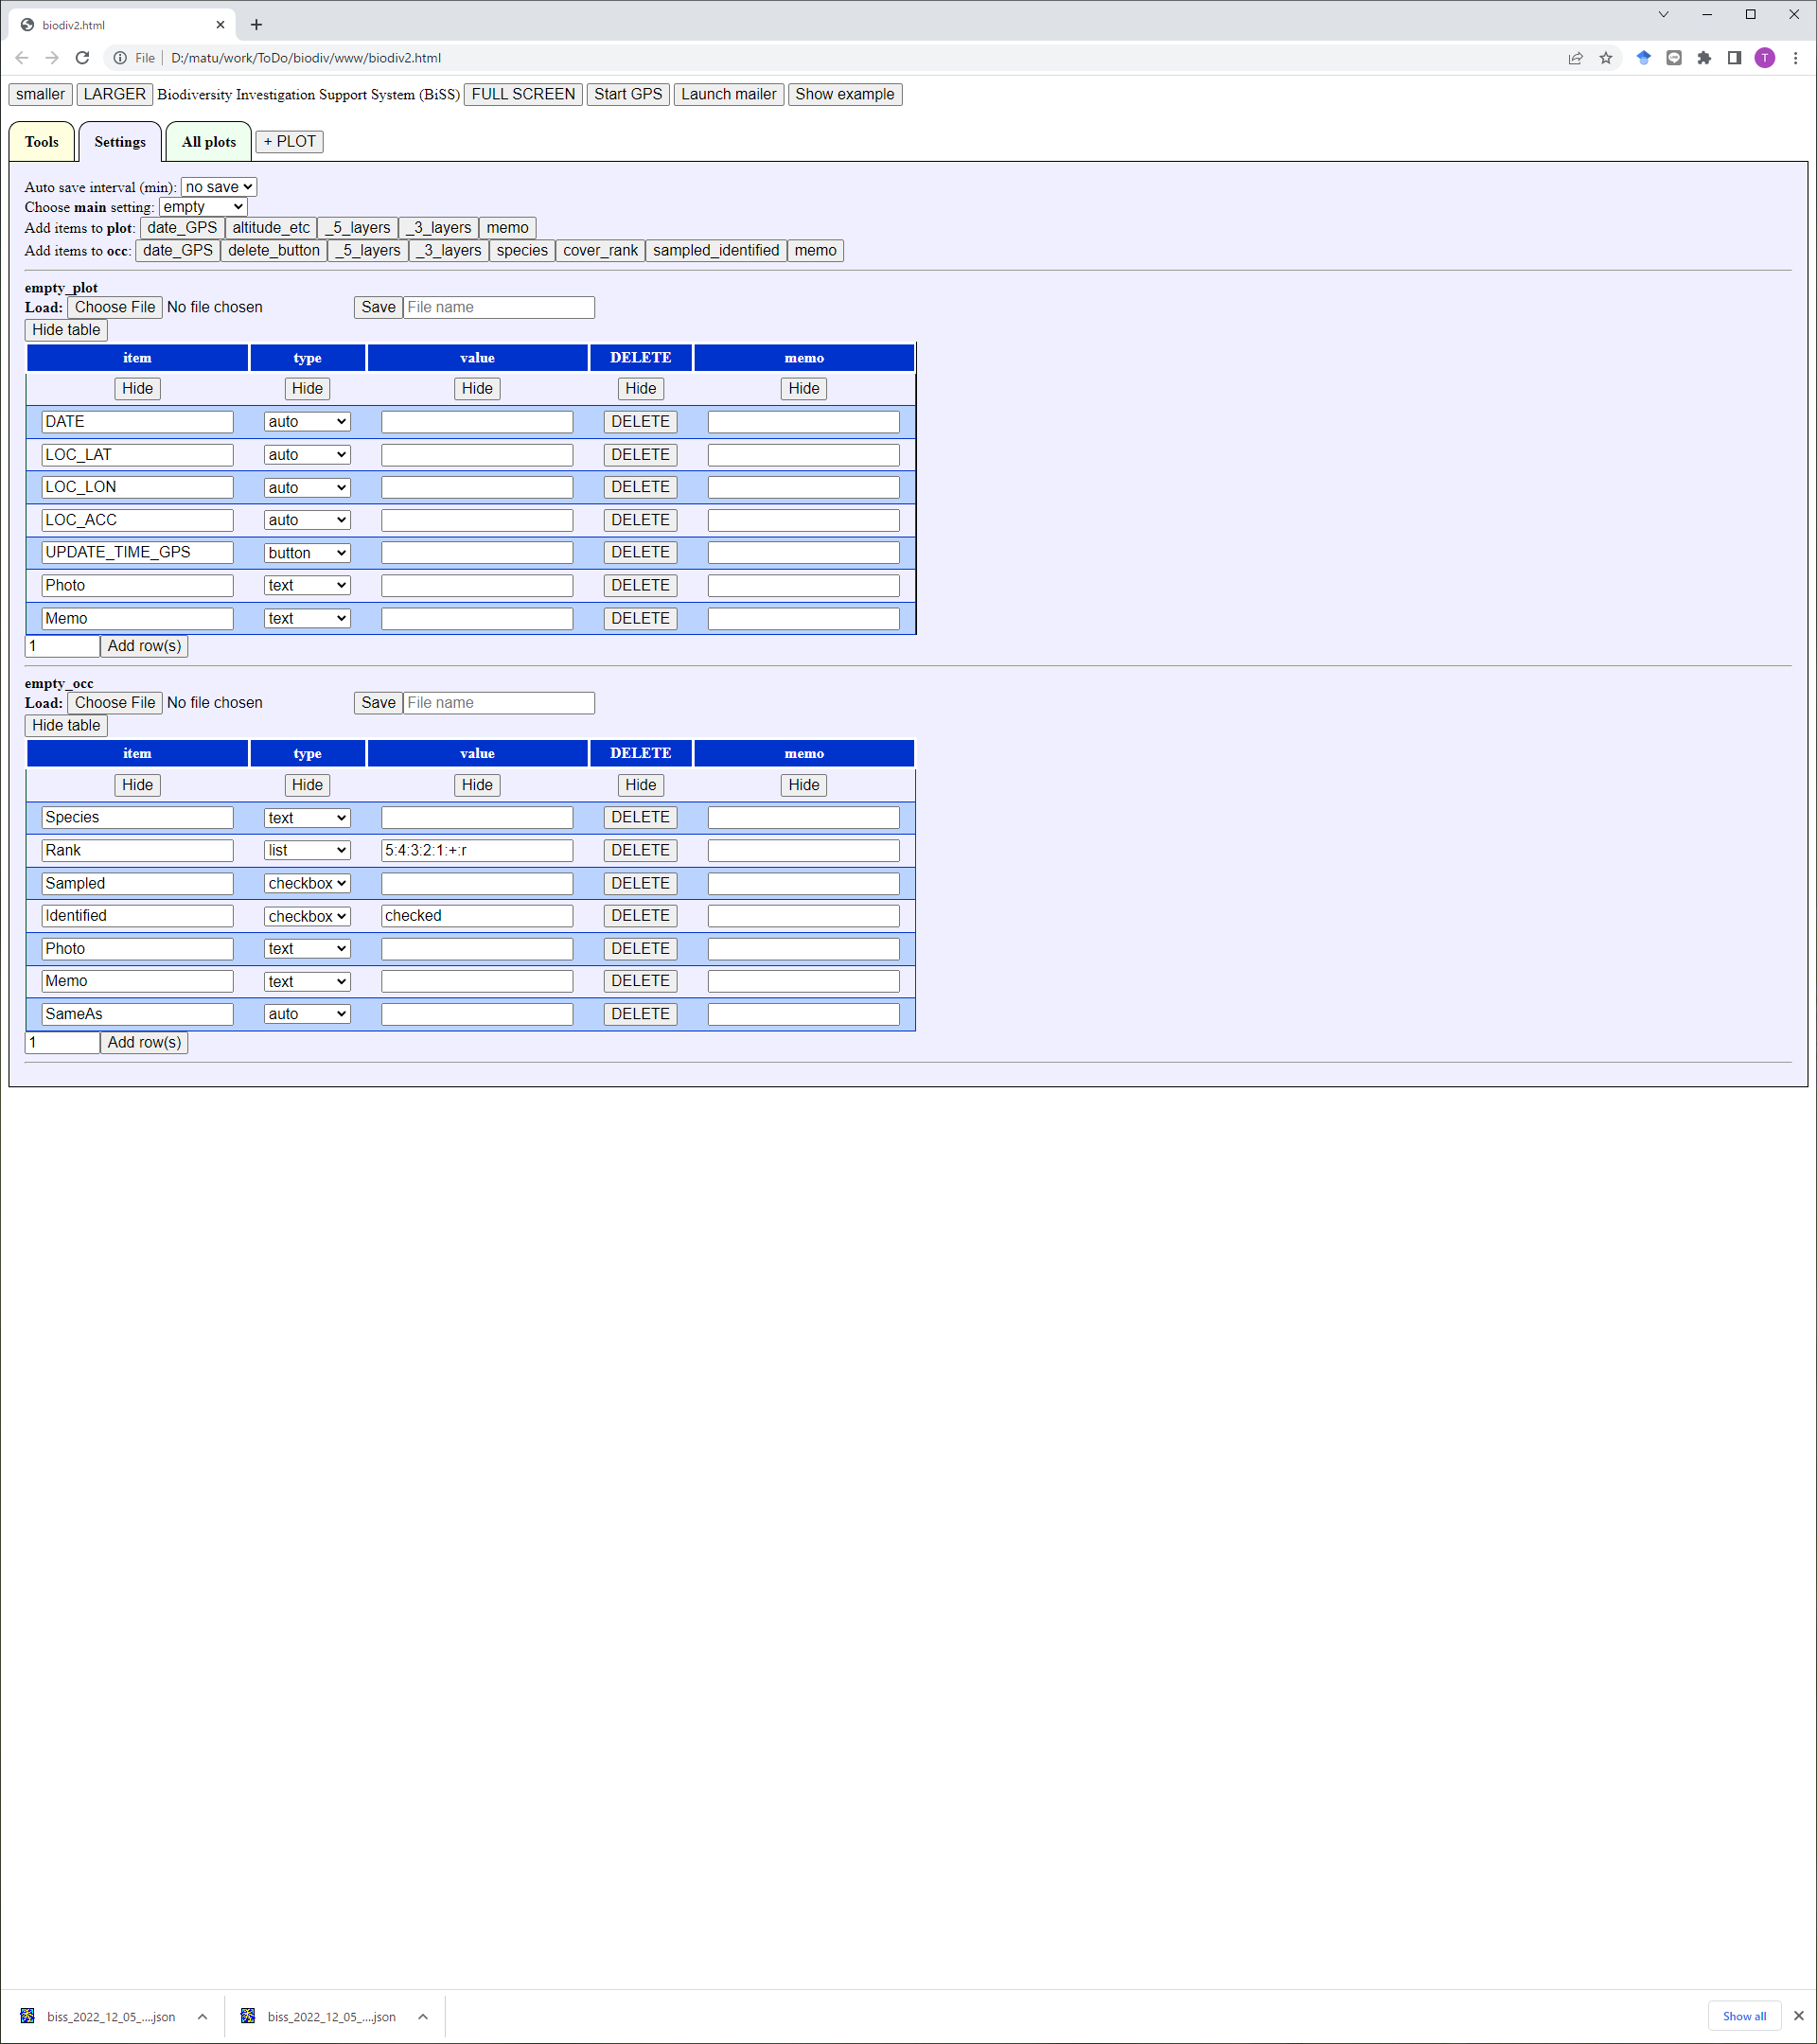 biodiv2.html
File D:/matu/work/ToDo/biodiv/www/biodiv2.html T
smaller LARGER Biodiversity Investigation Support System (BiSS) FULL SCREEN Start GPS Launch mailer Show example
Tools Settings All plots + PLOT
Auto save interval (min): no save
Choose main setting: empty
Add items to plot: date_GPS altitude_etc _5_layers _3_layers memo
Add items to occ: date_GPS delete_button _5_layers _3_layers species cover_rank sampled_identified memo
empty_plot
Load: Choose File No file chosen Save File name
Hide table
item type value DELETE memo
Hide Hide Hide Hide Hide
DATE auto DELETE
LOC_LAT auto DELETE
LOC_LON auto DELETE
LOC_ACC auto DELETE
UPDATE_TIME_GPS button DELETE
Photo text DELETE
Memo text DELETE
1 Add row(s)
empty_occ
Load: Choose File No file chosen Save File name
Hide table
item type value DELETE memo
Hide Hide Hide Hide Hide
Species text DELETE
Rank list 5:4:3:2:1:+:r DELETE
Sampled checkbox DELETE
Identified checkbox checked DELETE
Photo text DELETE
Memo text DELETE
SameAs auto DELETE
1 Add row(s)
biss_2022_12_05_....json biss_2022_12_05_....json Show all